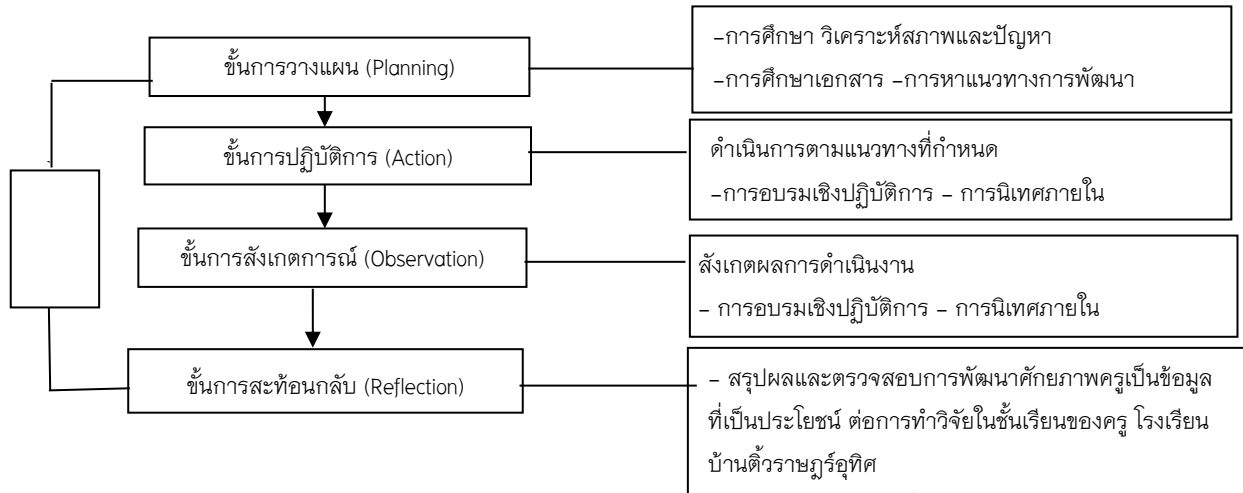 ขั้นการวางแผน (Planning)
-การศึกษา วิเคราะห์สภาพและปัญหา
-การศึกษาเอกสาร -การหาแนวทางการพัฒนา
ขั้นการปฏิบัติการ (Action)
ดำเนินการตามแนวทางที่กำหนด
-การอบรมเชิงปฏิบัติการ - การนิเทศภายใน
ขั้นการสังเกตการณ์ (Observation)
สังเกตผลการดำเนินงาน
- การอบรมเชิงปฏิบัติการ - การนิเทศภายใน
ขั้นการสะท้อนกลับ (Reflection)
- สรุปผลและตรวจสอบการพัฒนาศักยภาพครูเป็นข้อมูล
ที่เป็นประโยชน์ ต่อการทำวิจัยในชั้นเรียนของครู โรงเรียน
บ้านติ้วราษฎร์อุทิศ